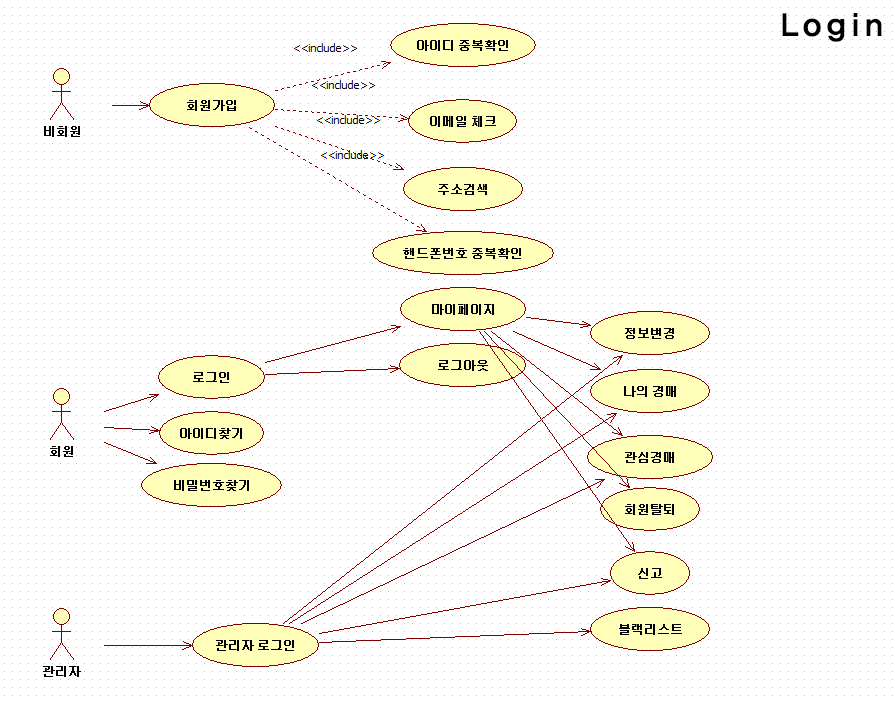 Login
<<include>>
아이디 중복확인
<<include>>
비회원
회원가입
<<include>>
이메일 체크
<<include>>
주소검색
핸드폰번호 중복확인
마이페이지
정보변경
로그인
로그아웃
나의 경매
회원
아이디찾기
관심경매
비밀번호찾기
회원탈퇴
신고
관리자
관리자 로그인
블랙리스트